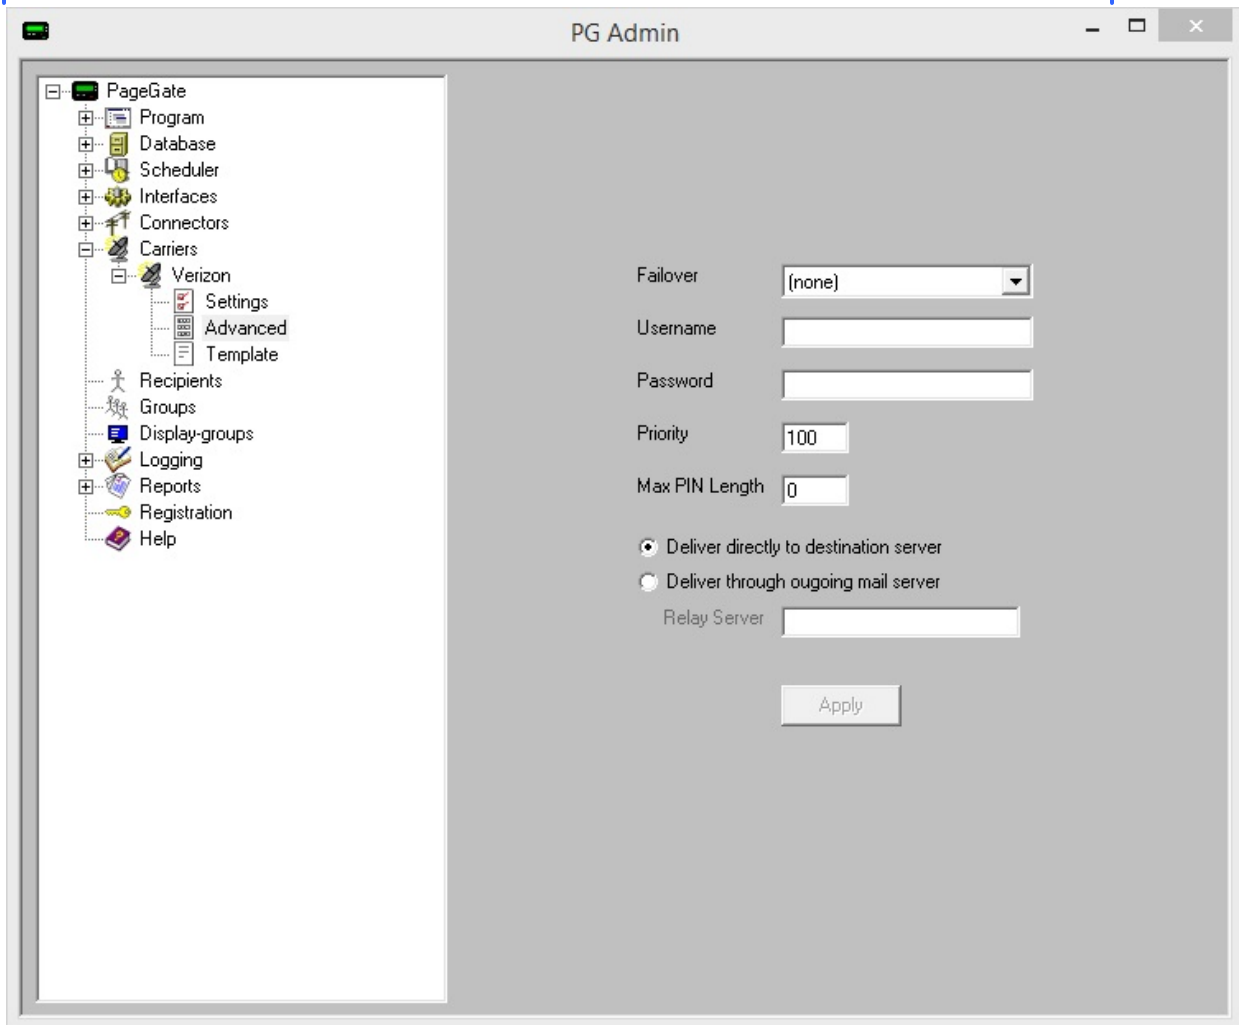 PG Admin
PageGate
Program
Database
Scheduler
Interfaces
Connectors
Carriers
Verizon
Settings
Advanced
Template
Recipients
Groups
Display-groups
Logging
Reports
Registration
Help
Failover (none)
Username
Password
Priority 100
Max PIN Length 0
Deliver directly to destination server
Deliver through ougoing mail server
Relay Server
Apply